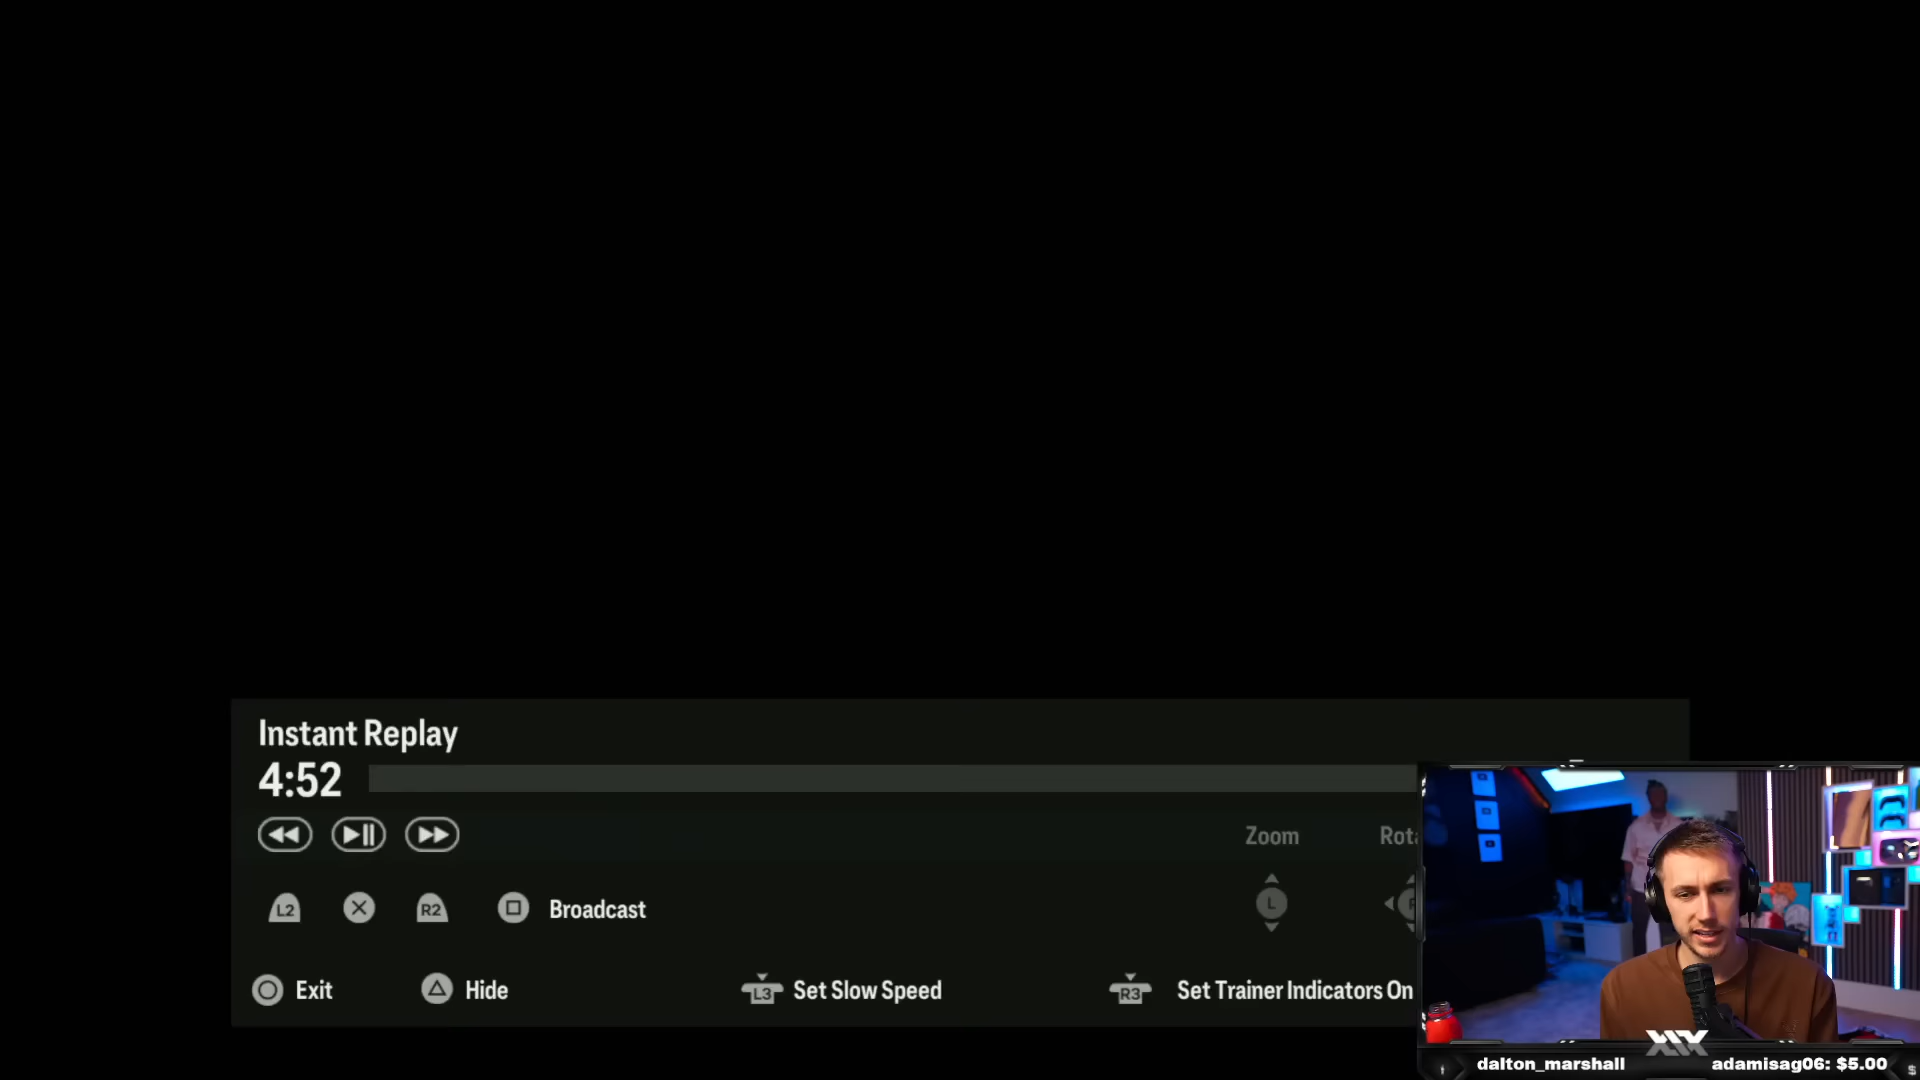 Instant Replay
4:52
Zoom
L2
R2
Broadcast
L
Exit
Hide
L3
Set Slow Speed
R3
Set Trainer Indicators On
XIX
dalton_marshall
adamisag06: $5.00
$